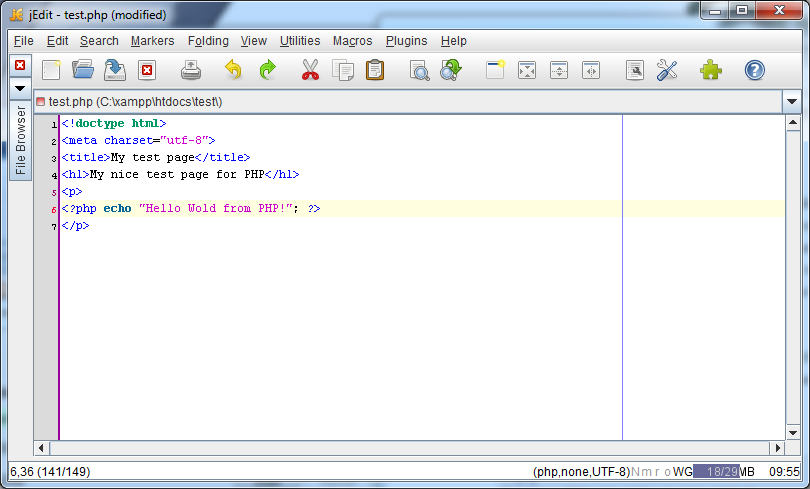 jEdit - test.php (modified)
File Edit Search Markers Folding View Utilities Macros Plugins Help
test.php (C:\xampp\htdocs\test\)
File Browser
1 <!doctype html>
2 <meta charset="utf-8">
3 <title>My test page</title>
4 <h1>My nice test page for PHP</h1>
5 <p>
6 <?php echo "Hello Wold from PHP!"; ?>
7 </p>
6,36 (141/149) (php,none,UTF-8)Nm r oWG 18/29MB 09:55